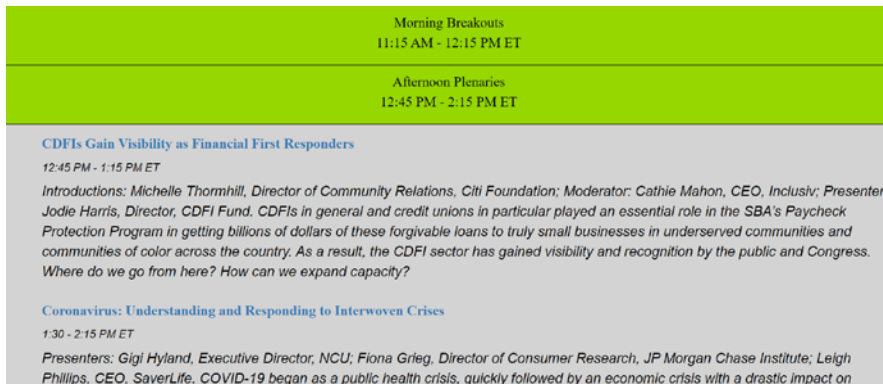 Morning Breakouts
11:15 AM - 12:15 PM ET
Afternoon Plenaries
12:45 PM - 2:15 PM ET
CDFIs Gain Visibility as Financial First Responders
12:45 PM - 1:15 PM ET
Introductions: Michelle Thornhill, Director of Community Relations, Citi Foundation; Moderator: Cathie Mahon, CEO, Inclusiv; Presenter
Jodie Harris, Director, CDFI Fund. CDFIs in general and credit unions in particular played an essential role in the SBA's Paycheck
Protection Program in getting billions of dollars of these forgivable loans to truly small businesses in underserved communities and
communities of color across the country. As a result, the CDFI sector has gained visibility and recognition by the public and Congress.
Where do we go from here? How can we expand capacity?
Coronavirus: Understanding and Responding to Interwoven Crises
1:30 - 2:15 PM ET
Presenters: Gigi Hyland, Executive Director, NCU; Fiona Grieg, Director of Consumer Research, JP Morgan Chase Institute; Leigh
Phillips, CEO, SaverLife. COVID-19 began as a public health crisis, quickly followed by an economic crisis with a drastic impact on